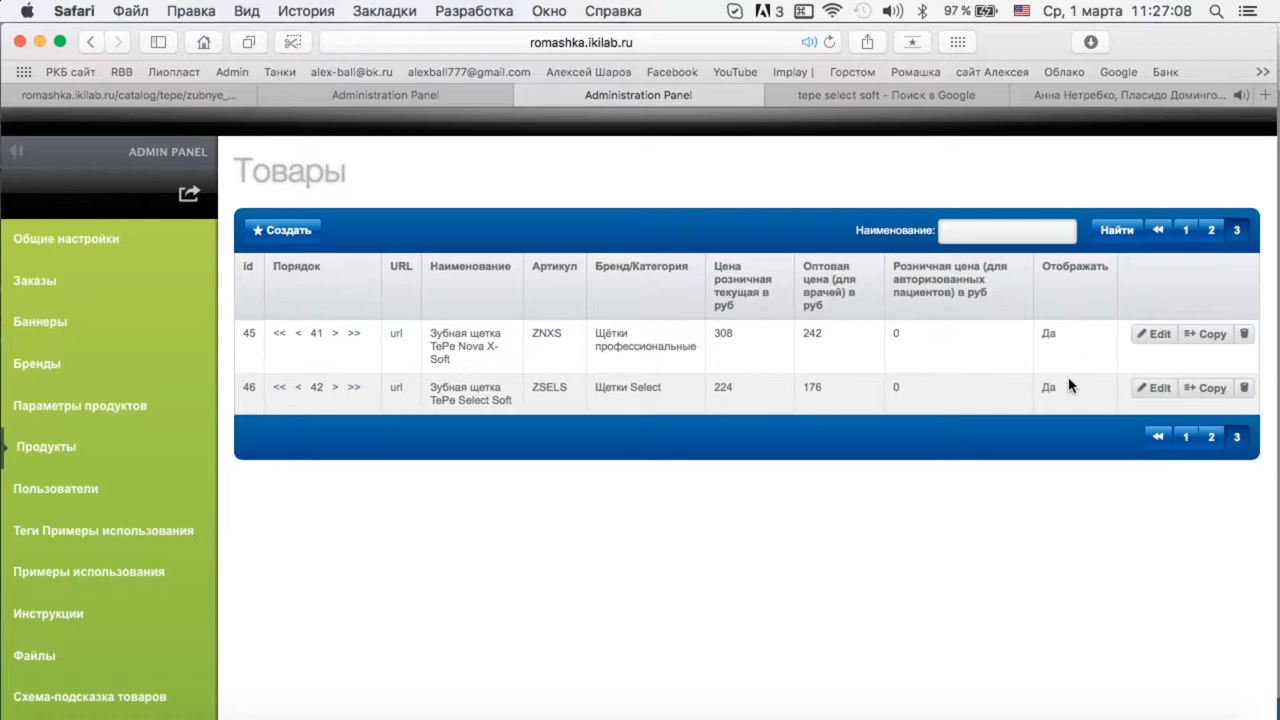 Safari Файл Правка Вид История Закладки Разработка Окно Справка 3 97 % Ср, 1 марта 11:27:08
romashka.ikilab.ru
РКБ сайт RBB Лиопласт Admin Танки alex-ball@bk.ru alexball777@gmail.com Алексей Шаров Facebook YouTube Implay | Горстом Ромашка сайт Алексея Облако Google Банк >>
romashka.ikilab.ru/catalog/tepe/zubnye_... Administration Panel Administration Panel tepe select soft - Поиск в Google Анна Нетребко, Пласидо Доминго... +
ADMIN PANEL
Общие настройки
Заказы
Баннеры
Бренды
Параметры продуктов
Продукты
Пользователи
Теги Примеры использования
Примеры использования
Инструкции
Файлы
Схема-подсказка товаров
Товары
★ Создать Наименование: Найти 1 2 3
id Порядок URL Наименование Артикул Бренд/Категория Цена розничная текущая в руб Оптовая цена (для врачей) в руб Розничная цена (для авторизованных пациентов) в руб Отображать
45 << < 41 > >> url Зубная щетка TePe Nova X-Soft ZNXS Щётки профессиональные 308 242 0 Да Edit Copy
46 << < 42 > >> url Зубная щетка TePe Select Soft ZSELS Щетки Select 224 176 0 Да Edit Copy
1 2 3